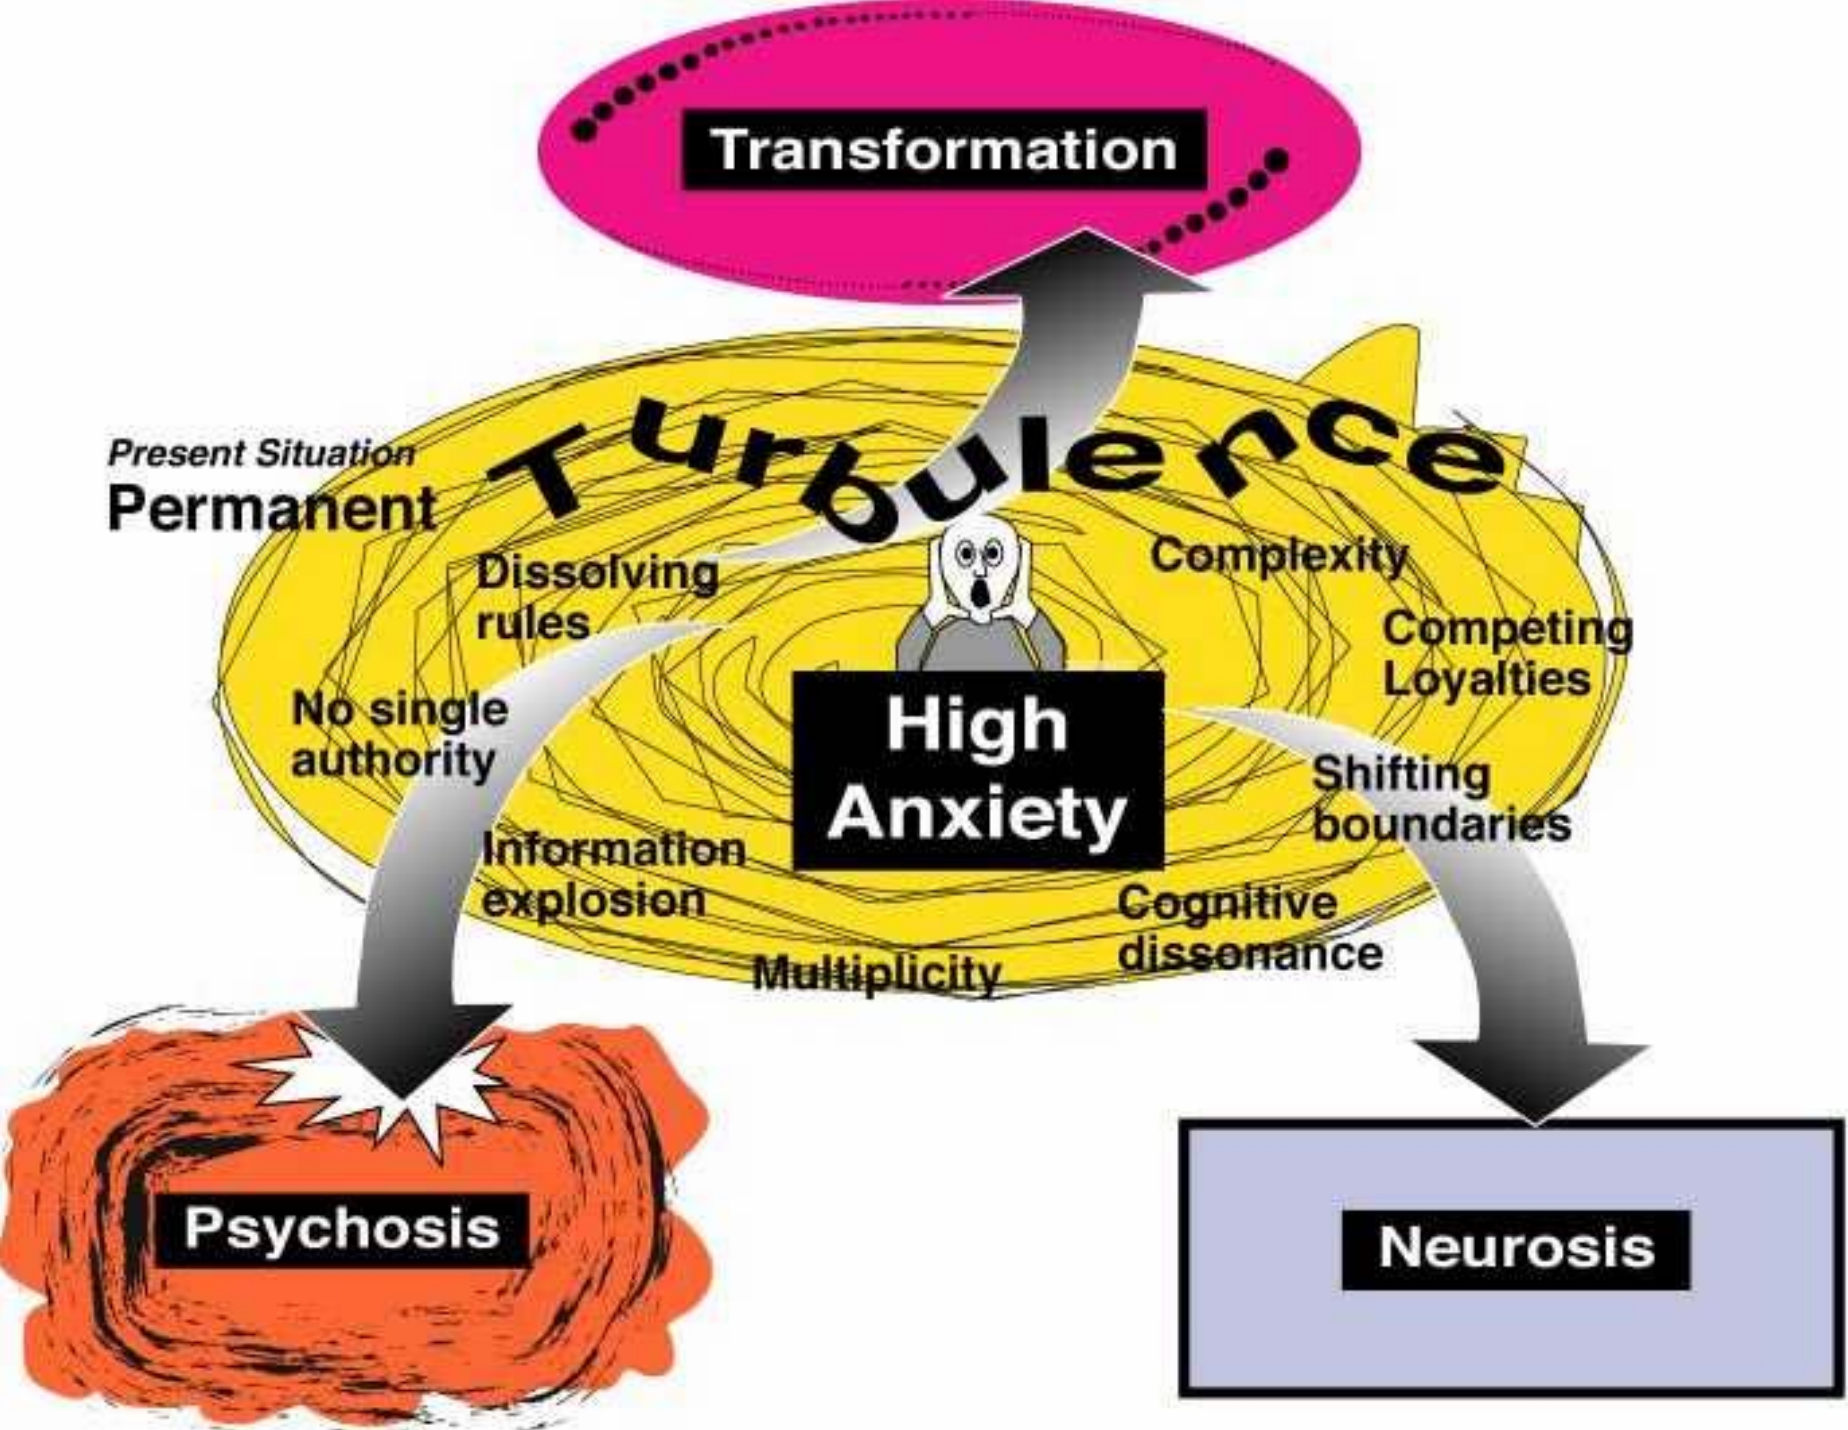 Transformation
Present Situation
Permanent
Turbulence
Dissolving
rules
Complexity
Competing
Loyalties
No single
authority
High
Anxiety
Shifting
boundaries
Information
explosion
Cognitive
dissonance
Multiplicity
Psychosis
Neurosis